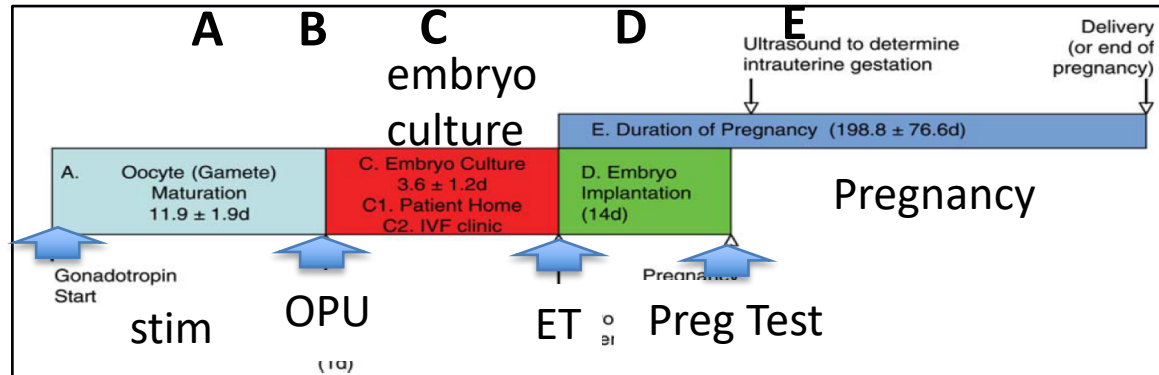 A B C D E
embryo
culture
Ultrasound to determine
intrauterine gestation
Delivery
(or end of
pregnancy)
E. Duration of Pregnancy (198.8 ± 76.6d)
A. Oocyte (Gamete)
Maturation
11.9 ± 1.9d
C. Embryo Culture
3.6 ± 1.2d
C1. Patient Home
C2. IVF clinic
D. Embryo
Implantation
(14d)
Pregnancy
Gonadotropin
Start
stim
OPU
(1d)
ET
Preg Test